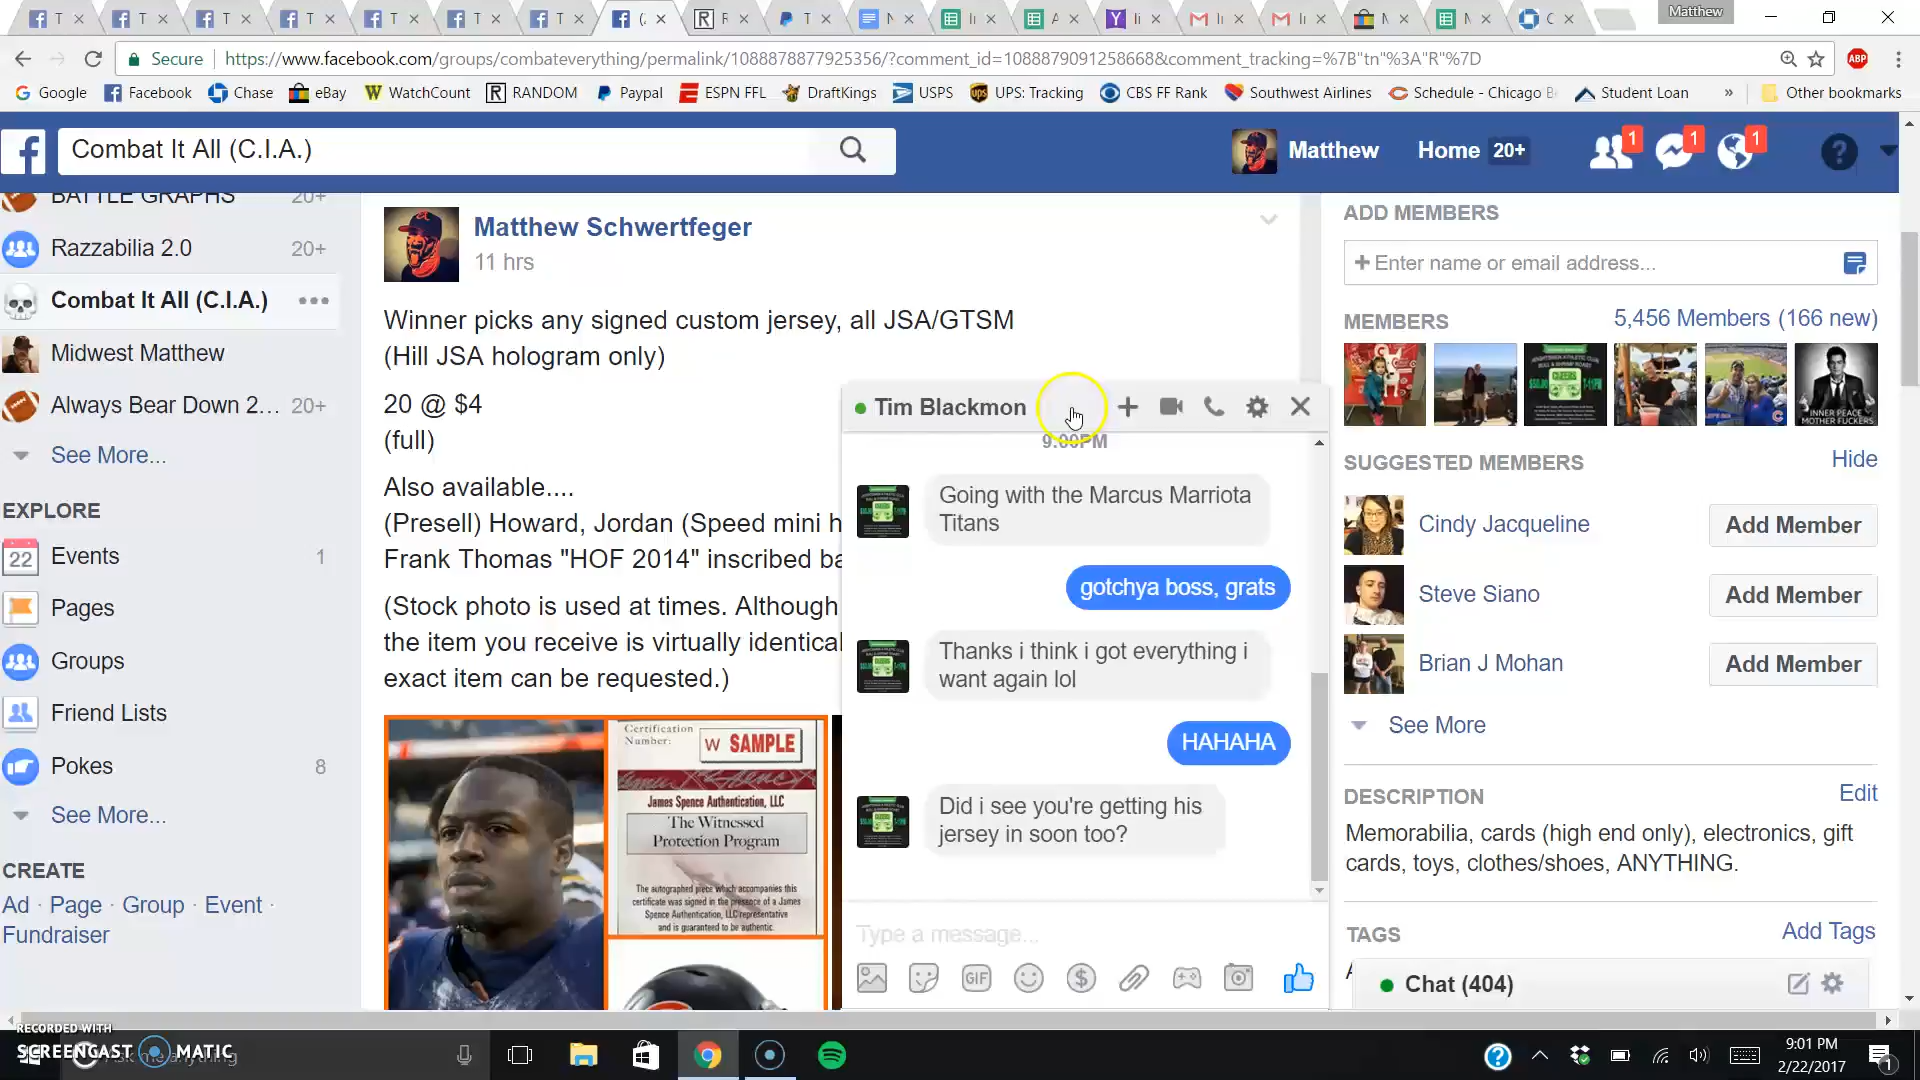 Matthew
Secure
https://www.facebook.com/groups/combateverything/permalink/1088878877925356/?comment_id=1088879091258668&comment_tracking=%7B"tn"%3A"R"%7D
ABP
Google Facebook Chase eBay WatchCount RANDOM Paypal ESPN FFL DraftKings USPS UPS: Tracking CBS FF Rank Southwest Airlines Schedule - Chicago B Student Loan » Other bookmarks
Combat It All (C.I.A.)
Matthew Home 20+ 1 1 1
BATTLE GRAPHS 20+
Razzabilia 2.0 20+
Combat It All (C.I.A.)
Midwest Matthew
Always Bear Down 2... 20+
See More...
EXPLORE
22 Events 1
Pages
Groups
Friend Lists
Pokes 8
See More...
CREATE
Ad · Page · Group · Event ·
Fundraiser
Matthew Schwertfeger
11 hrs
Winner picks any signed custom jersey, all JSA/GTSM
(Hill JSA hologram only)
20 @ $4
(full)
Also available....
(Presell) Howard, Jordan (Speed mini h
Frank Thomas "HOF 2014" inscribed ba
(Stock photo is used at times. Although
the item you receive is virtually identical
exact item can be requested.)
Certification
Number:
W SAMPLE
James Spence Authentication, LLC
The Witnessed
Protection Program
The autographed piece which accompanies this
certificate was signed in the presence of a James
Spence Authentication, LLC representative
and is guaranteed to be authentic.
Tim Blackmon
9:00PM
Going with the Marcus Marriota
Titans
gotchya boss, grats
Thanks i think i got everything i
want again lol
HAHAHA
Did i see you're getting his
jersey in soon too?
Type a message...
GIF
ADD MEMBERS
+ Enter name or email address...
MEMBERS 5,456 Members (166 new)
CHEERS
INNER PEACE
MOTHER FUCKERS
SUGGESTED MEMBERS Hide
Cindy Jacqueline Add Member
Steve Siano Add Member
Brian J Mohan Add Member
See More
DESCRIPTION Edit
Memorabilia, cards (high end only), electronics, gift
cards, toys, clothes/shoes, ANYTHING.
TAGS Add Tags
Chat (404)
RECORDED WITH
SCREENCAST MATIC
Ask me anything
9:01 PM
2/22/2017
1